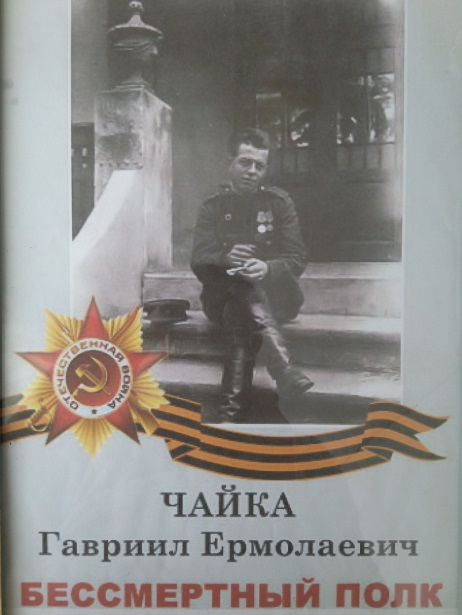 ОТЕЧЕСТВЕННАЯ ВОЙНА
ЧАЙКА
Гавриил Ермолаевич
БЕССМЕРТНЫЙ ПОЛК